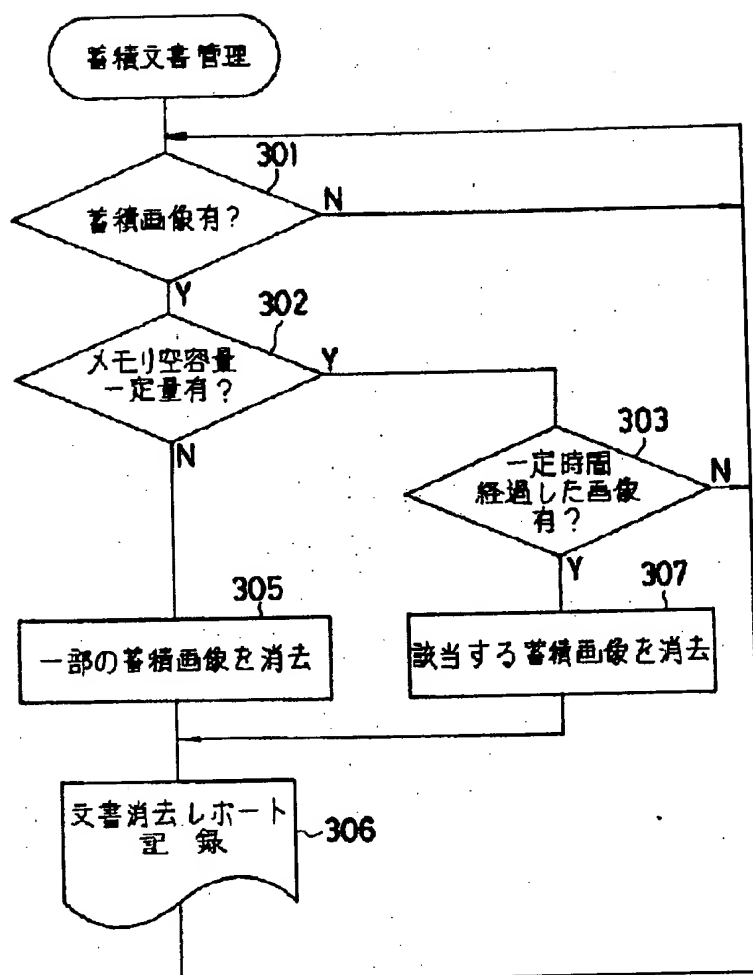 蓄積文書管理
301
蓄積画像有?
N
Y
302
メモリ空容量
一定量有?
Y
N
303
一定時間
経過した画像
有?
N
Y
305
一部の蓄積画像を消去
307
該当する蓄積画像を消去
文書消去レポート
記録
306